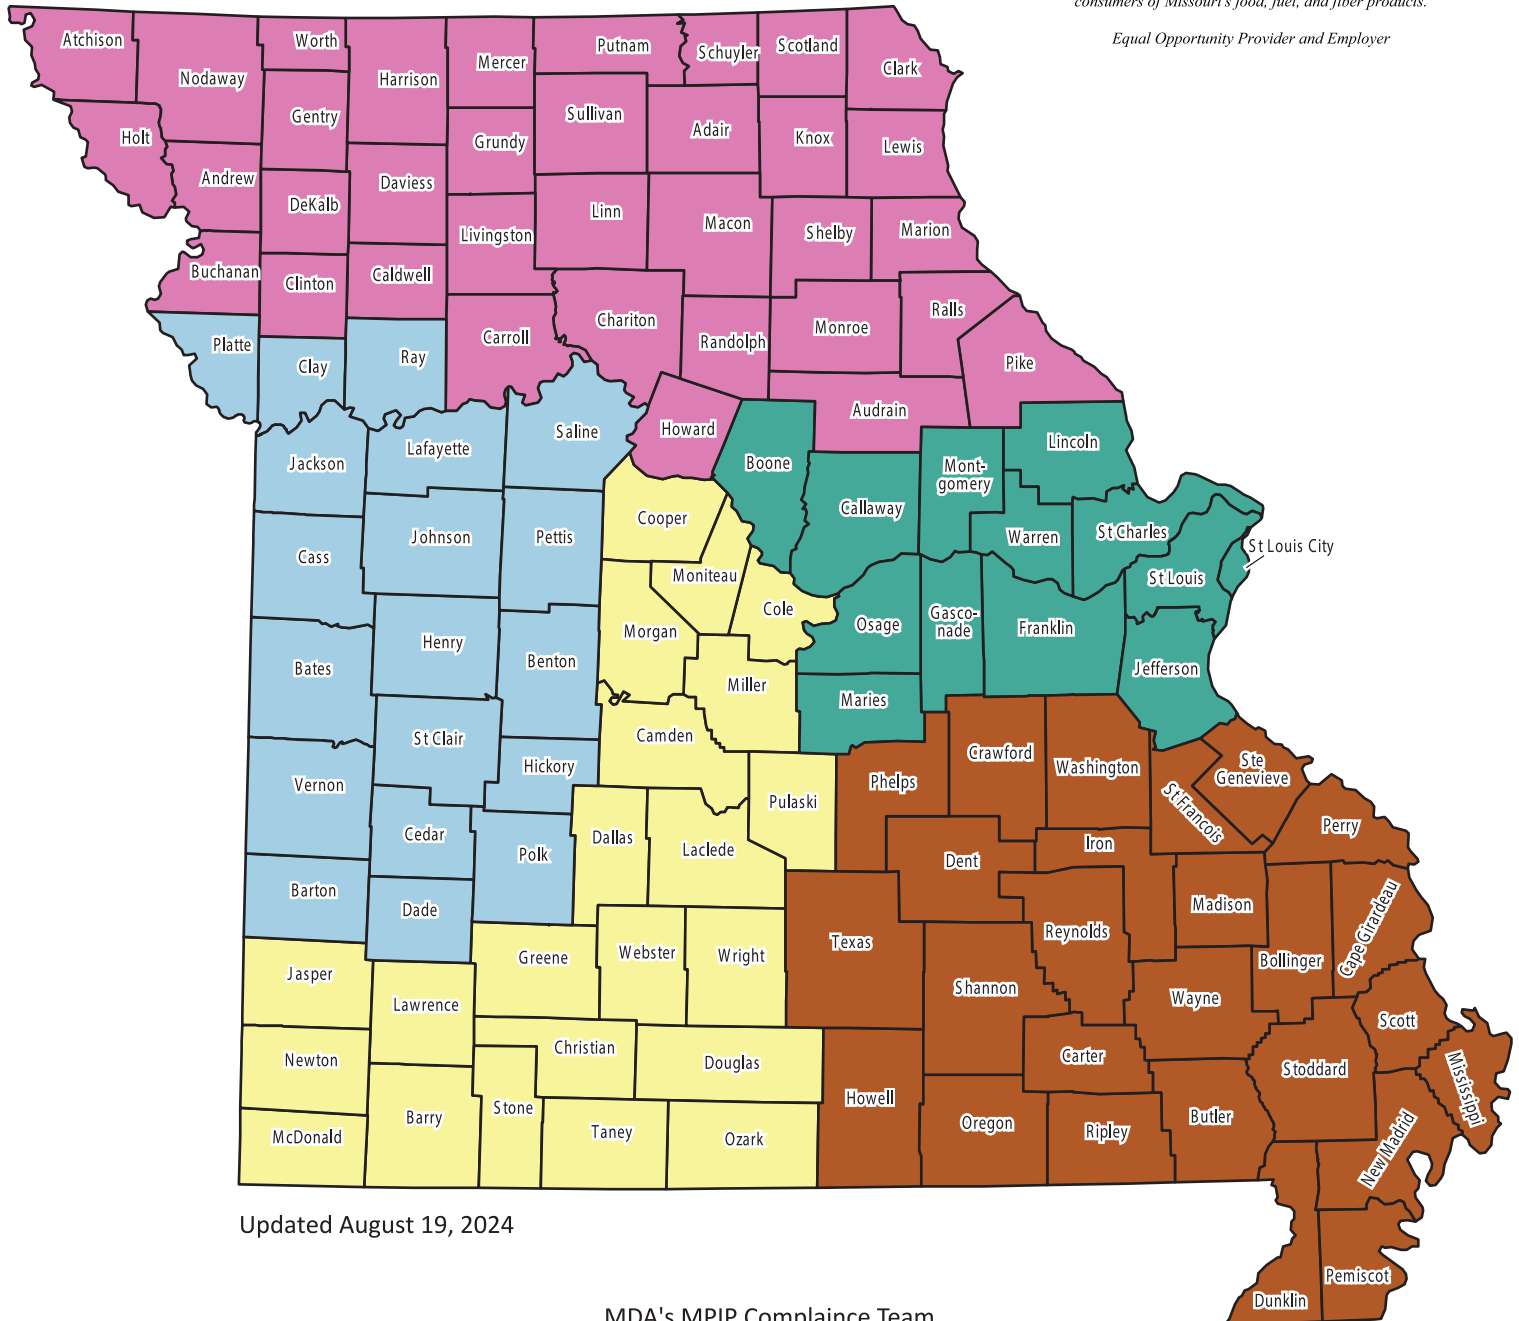 consumers of Missouri's food, fuel, and fiber products.
Equal Opportunity Provider and Employer
Atchison
Nodaway
Worth
Harrison
Mercer
Putnam
Schuyler
Scotland
Clark
Gentry
Sullivan
Adair
Knox
Lewis
Holt
Grundy
Andrew
DeKalb
Daviess
Linn
Macon
Shelby
Marion
Livingston
Buchanan
Clinton
Caldwell
Chariton
Randolph
Monroe
Ralls
Carroll
Platte
Clay
Ray
Pike
Audrain
Howard
Saline
Lafayette
Jackson
Boone
Mont-
gomery
Lincoln
Callaway
Warren
St Charles
St Louis City
St Louis
Cooper
Johnson
Pettis
Cass
Moniteau
Cole
Osage
Gasco-
nade
Franklin
Morgan
Henry
Benton
Bates
Miller
Maries
Jefferson
Camden
St Clair
Hickory
Vernon
Pulaski
Phelps
Crawford
Washington
Ste
Genevieve
St Francois
Perry
Cedar
Polk
Dallas
Laclede
Dent
Iron
Barton
Dade
Madison
Cape Girardeau
Texas
Reynolds
Bollinger
Greene
Webster
Wright
Jasper
Lawrence
Shannon
Wayne
Scott
Newton
Christian
Douglas
Carter
Stoddard
Mississippi
Howell
Stone
Barry
Oregon
Ripley
Butler
New Madrid
McDonald
Taney
Ozark
Pemiscot
Dunklin
Updated August 19, 2024
MDA's MPIP Complaince Team